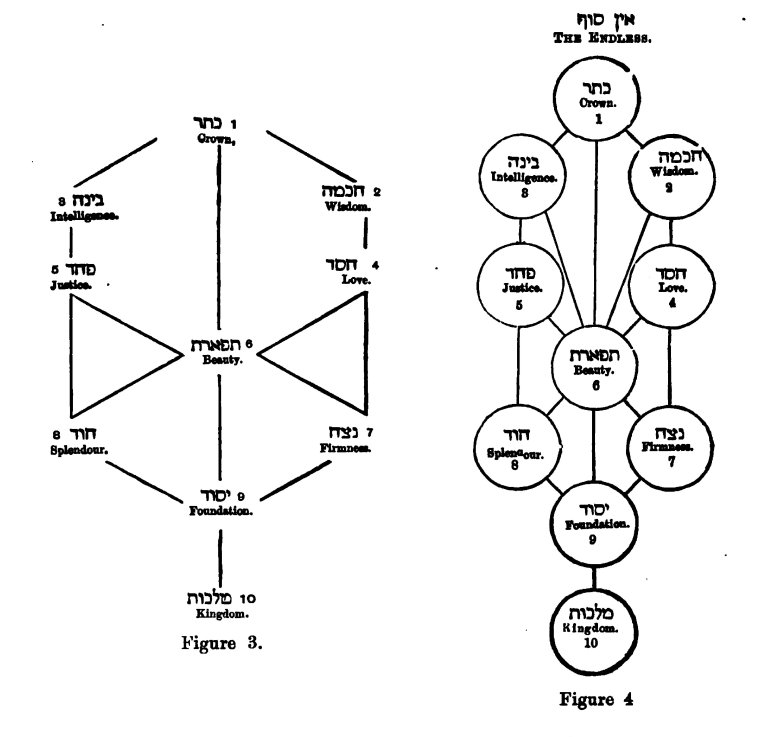 כתר 1
Crown,
3 בינה
Intelligence.
חכמה 2
Wisdom.
5 פחד
Justice.
חסד 4
Love.
תפארת 6
Beauty.
8 הוד
Splendour.
נצח 7
Firmness.
יסוד 9
Foundation.
מלכות 10
Kingdom.
Figure 3.
אין סוף
THE ENDLESS.
כתר
Crown.
1
בינה
Intelligence.
3
חכמה
Wisdom.
2
פחד
Justice.
5
חסד
Love.
4
תפארת
Beauty.
6
הוד
Splendour.
8
נצח
Firmness.
7
יסוד
Foundation.
9
מלכות
Kingdom.
10
Figure 4